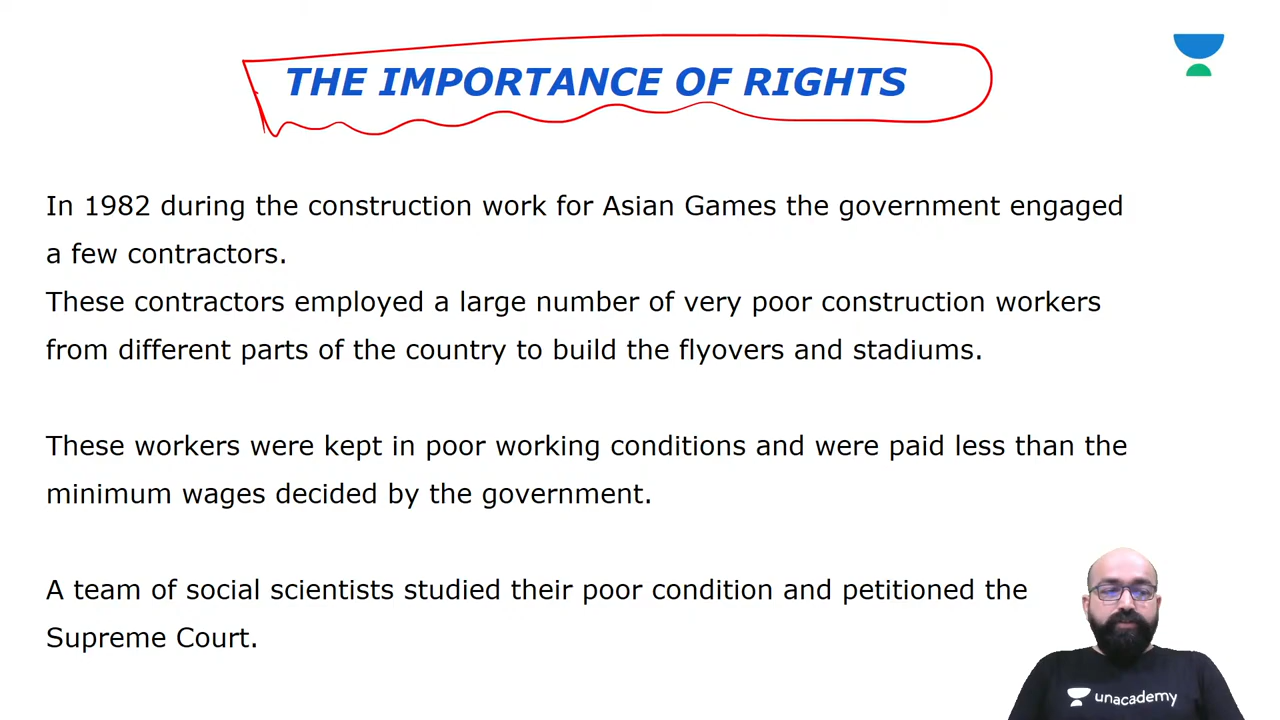 THE IMPORTANCE OF RIGHTS
In 1982 during the construction work for Asian Games the government engaged
a few contractors.
These contractors employed a large number of very poor construction workers
from different parts of the country to build the flyovers and stadiums.
These workers were kept in poor working conditions and were paid less than the
minimum wages decided by the government.
A team of social scientists studied their poor condition and petitioned the
Supreme Court.
unacademy